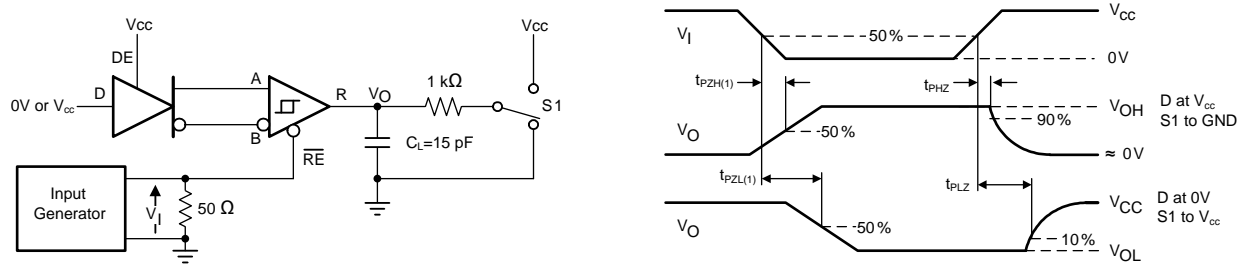 Vcc
DE
D
0V or Vcc
A
B
R
RE
VO
1 kΩ
Vcc
S1
CL=15 pF
Input
Generator
VI
50 Ω
VI
50%
VCC
0V
tPZH(1)
tPHZ
VO
50%
VOH
90%
≈ 0V
D at Vcc
S1 to GND
tPZL(1)
tPLZ
VO
50%
VCC
10%
VOL
D at 0V
S1 to Vcc